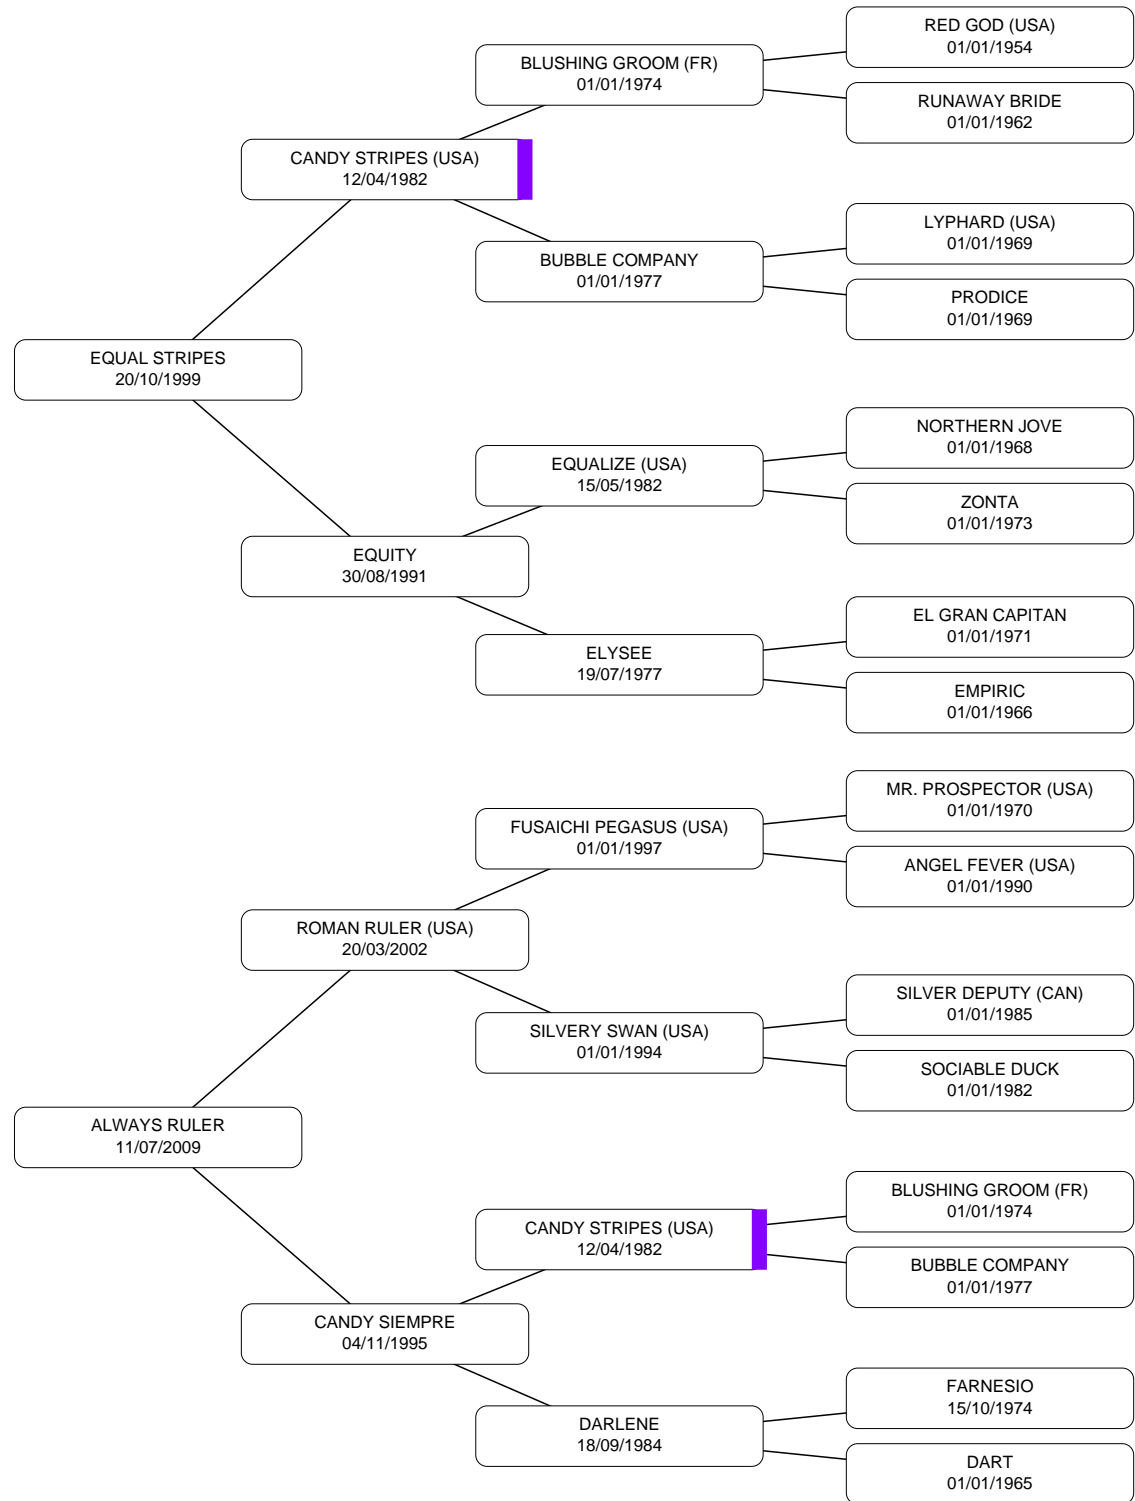 RED GOD (USA)
01/01/1954
BLUSHING GROOM (FR)
01/01/1974
RUNAWAY BRIDE
01/01/1962
CANDY STRIPES (USA)
12/04/1982
LYPHARD (USA)
01/01/1969
BUBBLE COMPANY
01/01/1977
PRODICE
01/01/1969
EQUAL STRIPES
20/10/1999
NORTHERN JOVE
01/01/1968
EQUALIZE (USA)
15/05/1982
ZONTA
01/01/1973
EQUITY
30/08/1991
EL GRAN CAPITAN
01/01/1971
ELYSEE
19/07/1977
EMPIRIC
01/01/1966
MR. PROSPECTOR (USA)
01/01/1970
FUSAICHI PEGASUS (USA)
01/01/1997
ANGEL FEVER (USA)
01/01/1990
ROMAN RULER (USA)
20/03/2002
SILVER DEPUTY (CAN)
01/01/1985
SILVERY SWAN (USA)
01/01/1994
SOCIABLE DUCK
01/01/1982
ALWAYS RULER
11/07/2009
BLUSHING GROOM (FR)
01/01/1974
CANDY STRIPES (USA)
12/04/1982
BUBBLE COMPANY
01/01/1977
CANDY SIEMPRE
04/11/1995
FARNESIO
15/10/1974
DARLENE
18/09/1984
DART
01/01/1965